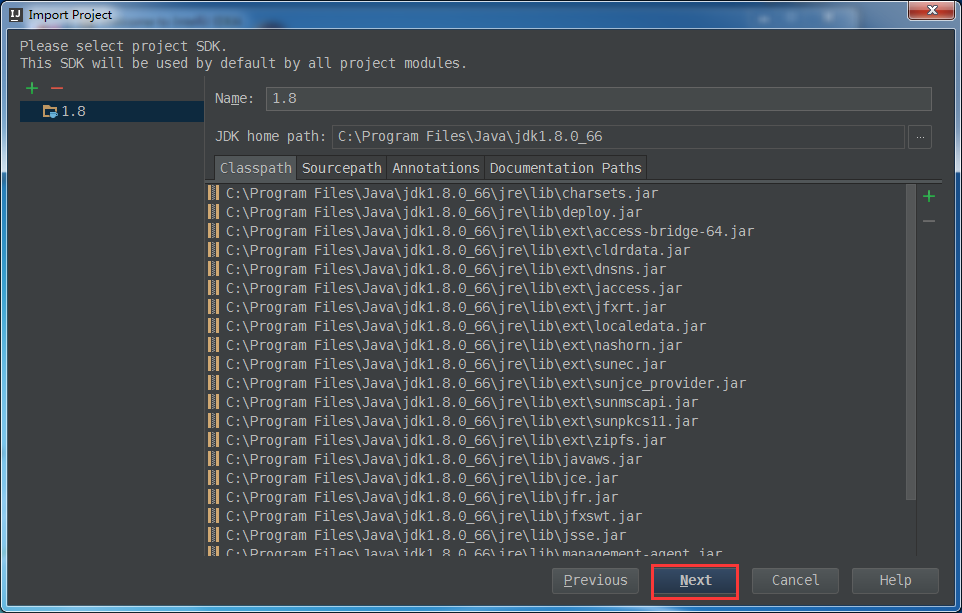 Import Project
Please select project SDK.
This SDK will be used by default by all project modules.
1.8
Name: 1.8
JDK home path: C:\Program Files\Java\jdk1.8.0_66 ...
Classpath Sourcepath Annotations Documentation Paths
C:\Program Files\Java\jdk1.8.0_66\jre\lib\charsets.jar
C:\Program Files\Java\jdk1.8.0_66\jre\lib\deploy.jar
C:\Program Files\Java\jdk1.8.0_66\jre\lib\ext\access-bridge-64.jar
C:\Program Files\Java\jdk1.8.0_66\jre\lib\ext\cldrdata.jar
C:\Program Files\Java\jdk1.8.0_66\jre\lib\ext\dnsns.jar
C:\Program Files\Java\jdk1.8.0_66\jre\lib\ext\jaccess.jar
C:\Program Files\Java\jdk1.8.0_66\jre\lib\ext\jfxrt.jar
C:\Program Files\Java\jdk1.8.0_66\jre\lib\ext\localedata.jar
C:\Program Files\Java\jdk1.8.0_66\jre\lib\ext\nashorn.jar
C:\Program Files\Java\jdk1.8.0_66\jre\lib\ext\sunec.jar
C:\Program Files\Java\jdk1.8.0_66\jre\lib\ext\sunjce_provider.jar
C:\Program Files\Java\jdk1.8.0_66\jre\lib\ext\sunmscapi.jar
C:\Program Files\Java\jdk1.8.0_66\jre\lib\ext\sunpkcs11.jar
C:\Program Files\Java\jdk1.8.0_66\jre\lib\ext\zipfs.jar
C:\Program Files\Java\jdk1.8.0_66\jre\lib\javaws.jar
C:\Program Files\Java\jdk1.8.0_66\jre\lib\jce.jar
C:\Program Files\Java\jdk1.8.0_66\jre\lib\jfr.jar
C:\Program Files\Java\jdk1.8.0_66\jre\lib\jfxswt.jar
C:\Program Files\Java\jdk1.8.0_66\jre\lib\jsse.jar
C:\Program Files\Java\jdk1.8.0_66\jre\lib\management-agent.jar
Previous Next Cancel Help